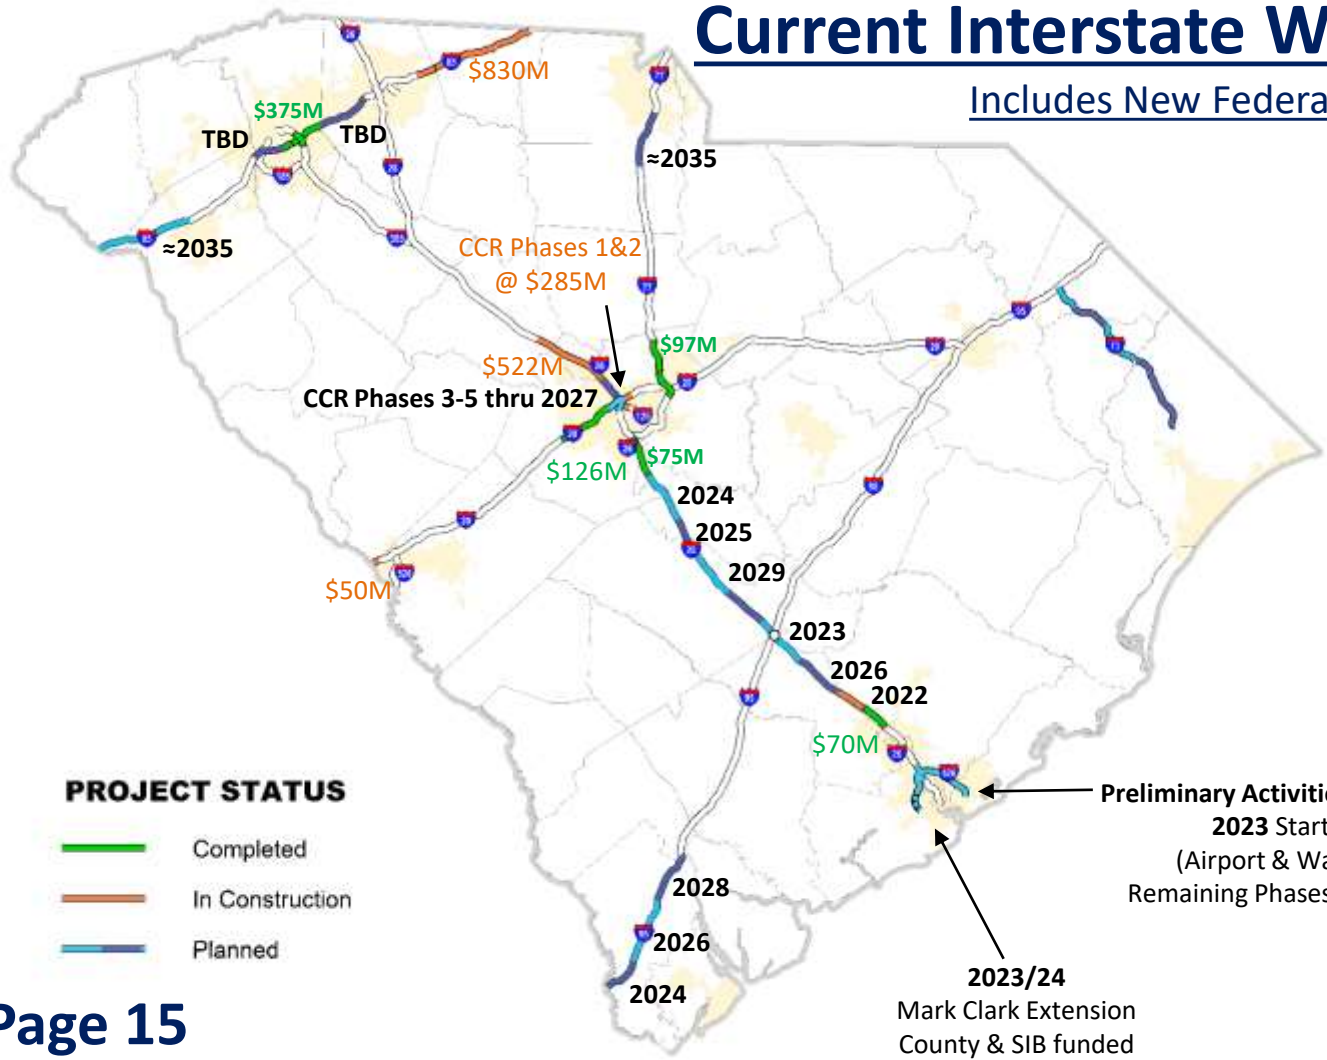 Current Interstate W
Includes New Federa
$830M
$375M
TBD
TBD
≈2035
≈2035
CCR Phases 1&2
@ $285M
$97M
$522M
CCR Phases 3-5 thru 2027
$126M
$75M
2024
2025
$50M
2029
2023
2026
2022
$70M
PROJECT STATUS
Completed
In Construction
Planned
Preliminary Activitie
2023 Start
(Airport & Wa
Remaining Phases
2028
2026
2024
2023/24
Mark Clark Extension
County & SIB funded
Page 15